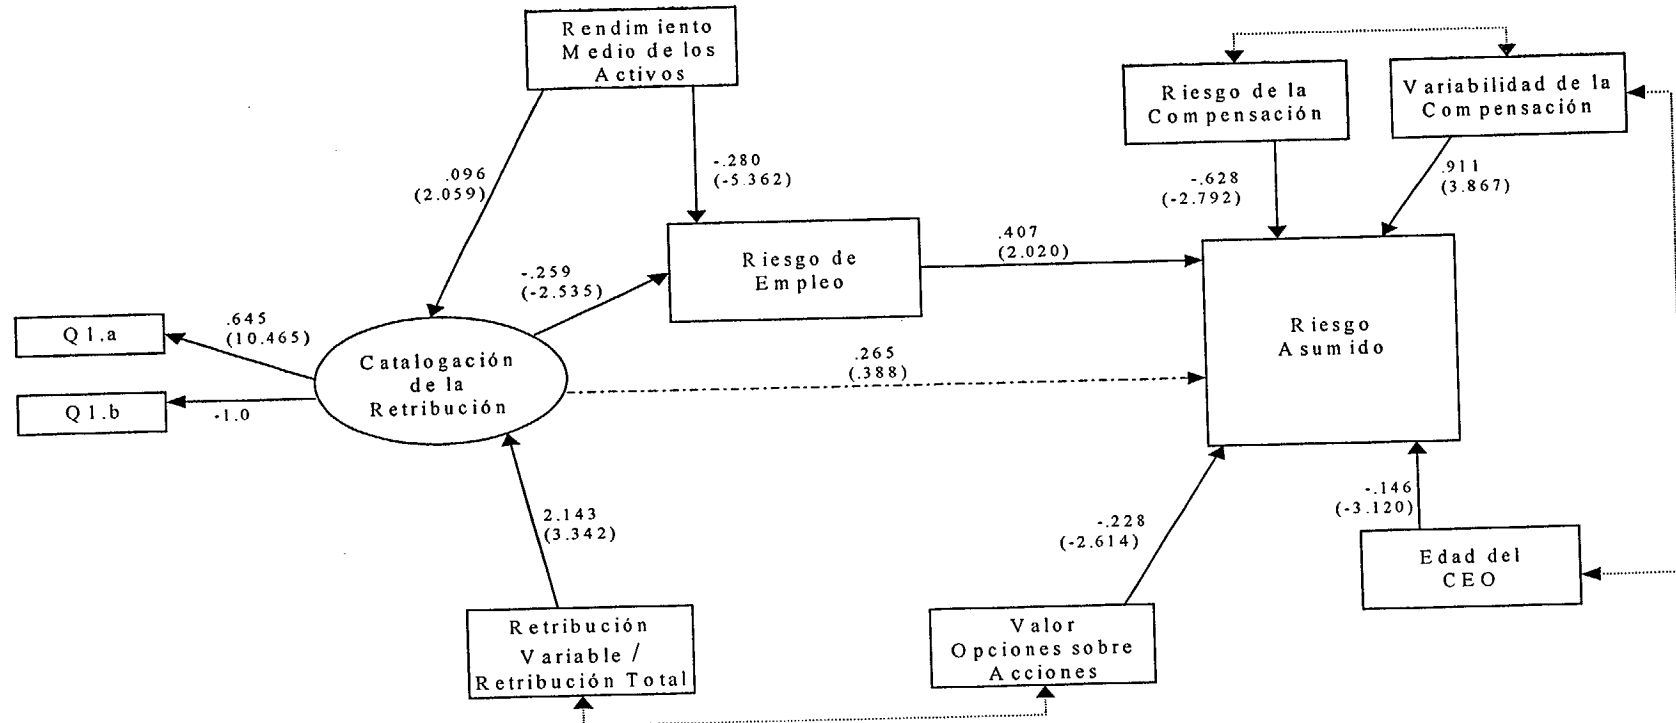 Rendimiento
Medio de los
Activos
Riesgo de la
Compensación
Variabilidad de la
Compensación
.096
(2.059)
-.280
(-5.362)
-.628
(-2.792)
.911
(3.867)
Riesgo de
Empleo
.407
(2.020)
-.259
(-2.535)
Riesgo
Asumido
Q1.a
.645
(10.465)
Catalogación
de la
Retribución
.265
(.388)
Q1.b
-1.0
2.143
(3.342)
-.228
(-2.614)
-.146
(-3.120)
Edad del
CEO
Retribución
Variable /
Retribución Total
Valor
Opciones sobre
Acciones